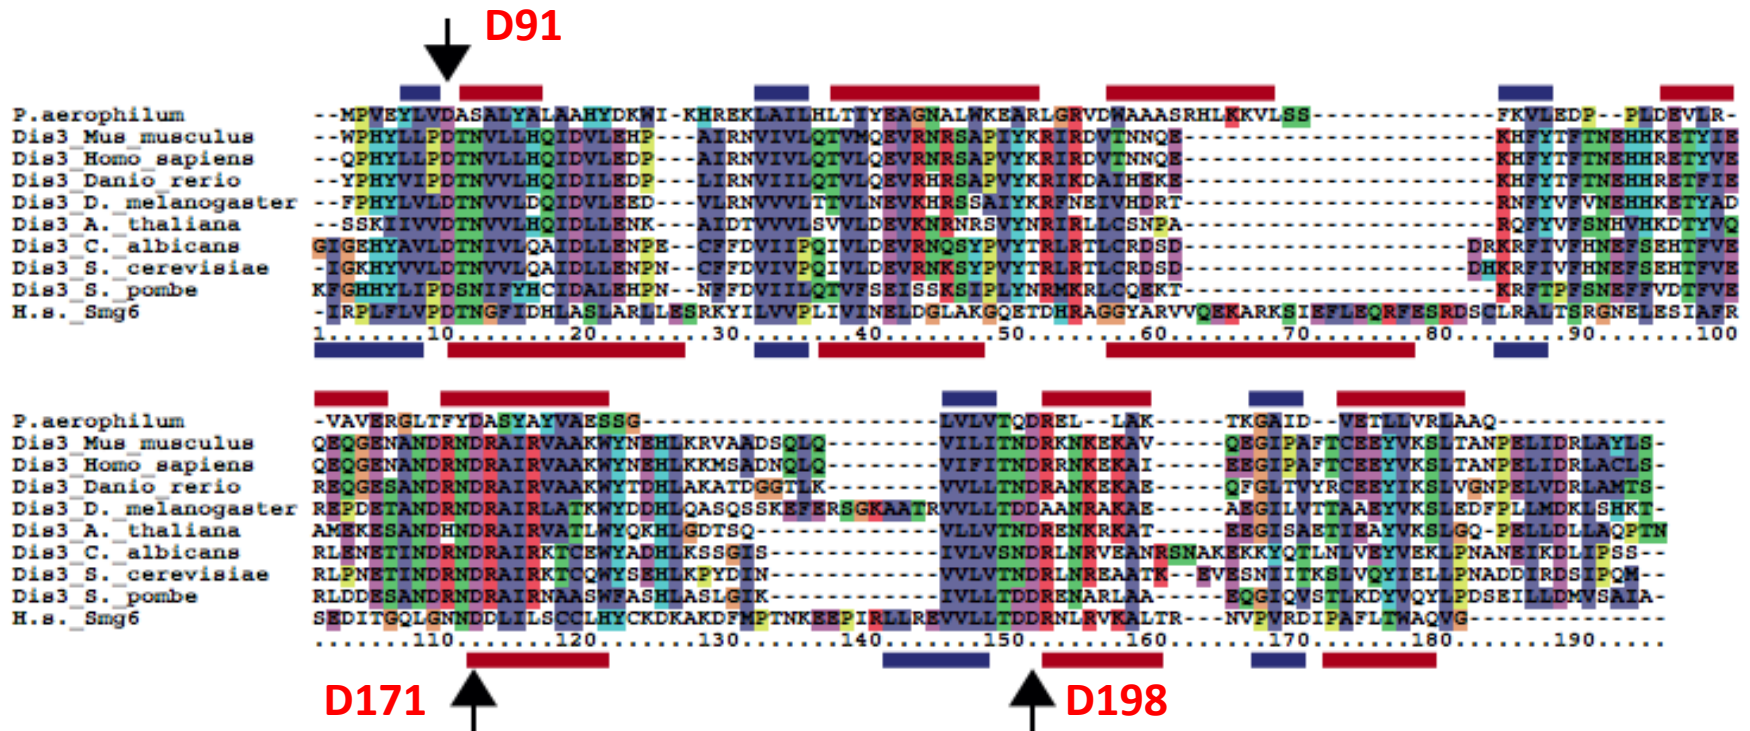 D91
P.aerophilum --MPVEYLVDASALYALAAHYDKWI-KHREKLAILHLTIYEAGNALWKEARLGRVDWAAASRHLKKVLSS-------------FKVLEDP--PLDEVLR-
Dis3_Mus_musculus --WPHYLLPDTNVLLHQIDVLEHP---AIRNVIVLQTVMQEVRNRSAPIYKRIRDVTNNQE----------------------KHFYTFTNEHHKETYIE
Dis3_Homo_sapiens --QPHYLLPDTNVLLHQIDVLEDP---AIRNVIVLQTVLQEVRNRSAPVYKRIRDVTNNQE----------------------KHFYTFTNEHHRETYVE
Dis3_Danio_rerio --YPHYVIPDTNVVLHQIDILEDP---LIRNVIILQTVLQEVRHRSAPVYKRIKDAIHEKE----------------------KHFYTFTNEHHRETFIE
Dis3_D._melanogaster --FPHYLVLDTNVVLDQIDVLEED---VLRNVVVLTTVLNEVKHRSSAIYKRFNEIVHDRT----------------------RNFYVFVNEHHKETYAD
Dis3_A._thaliana --SSKLIVVDTNVVLHQIDLLENK---AIDTVVVLSVVLDEVKNRNRSVYNRIRLLCSNPA----------------------RQFYVFSNHVHKDTYVQ
Dis3_C._albicans GIGEHYAVLDTNIVLQAIDLLENPE--CFFDVIIPQIVLDEVRNQSYPVYTRLRTLCRDSD--------------------DRKRFIVFHNEFSEHTFVE
Dis3_S._cerevisiae -IGKHYVVLDTNVVLQAIDLLENPN--CFFDVIVPQIVLDEVRNKSYPVYTRLRTLCRDSD--------------------DHKRFIVFHNEFSEHTFVE
Dis3_S._pombe KFGHHYLIPDSNIFYHCIDALEHPN--NFFDVIILQTVFSEISSKSIPLYNRMKRLCQEKT----------------------KRFTPFSNEFFVDTFVE
H.s._Smg6 -IRPLFLVPDTNGFIDHLASLARLLESRKYILVVPLIVINELDGLAKGQETDHRAGGYARVVQEKARKSIEFLEQRFESRDSCLRALTSRGNELESIAFR
1........10........20........30........40........50........60........70........80........90.......100
P.aerophilum -VAVERGLTFYDASYAYVAESSG---------------------LVLVTQDREL--LAK-----TKGAID--VETLLVRLAAQ------------
Dis3_Mus_musculus QEQGENANDRNDRAIRVAAKWYNEHLKRVAADSQLQ--------VILITNDRKNKEKAV-----QEGIPAFTCEEYVKSLTANPELIDRLAYLS-
Dis3_Homo_sapiens QEQGENANDRNDRAIRVAAKWYNEHLKKMSADNQLQ--------VIFITNDRRNKEKAI-----EEGIPAFTCEEYVKSLTANPELIDRLACLS-
Dis3_Danio_rerio REQGESANDRNDRAIRVAAKWYTDHLAKATDGGTLK--------VVLLTNDRANKEKAE-----QFGLTVYRCEEYIKSLVGNPELVDRLAMTS-
Dis3_D._melanogaster REPDETANDRNDRAIRLATKWYDDHLQASQSSKEFERSGKAATRVVLLTDDAANRAKAE-----AEGILVTTAAEYVKSLEDFPLLMDKLSHKT-
Dis3_A._thaliana AMEKESANDHNDRAIRVATLWYQKHLGDTSQ-------------VLLVTNDRENKRKAT-----EEGISAETIEAYVKSLGQ-PELLDLLAQPTN
Dis3_C._albicans RLENETINDRNDRAIRKTCEWYADHLKSSGIS------------IVLVSNDRLNRVEANRSNAKEKKYQTLNLVEYVEKLPNANEIKDLIPSS--
Dis3_S._cerevisiae RLPNETINDRNDRAIRKTCQWYSEHLKPYDIN------------VVLVTNDRLNREAATK--EVESNIITKSLVQYIELLPNADDIRDSIPQM--
Dis3_S._pombe RLDDESANDRNDRAIRNAASWFASHLASLGIK------------IVLLTDDRENARLAA-----EQGIQVSTLKDYVQYLPDSEILLDMVSAIA-
H.s._Smg6 SEDITGQLGNNDDLILSCCLHYCKDKAKDFMPTNKEEPIRLLREVVLLTDDRNLRVKALTR---NVPVRDIPAFLTWAQVG--------------
.......110.......120.......130.......140.......150.......160.......170.......180.......190.....
D171
D198